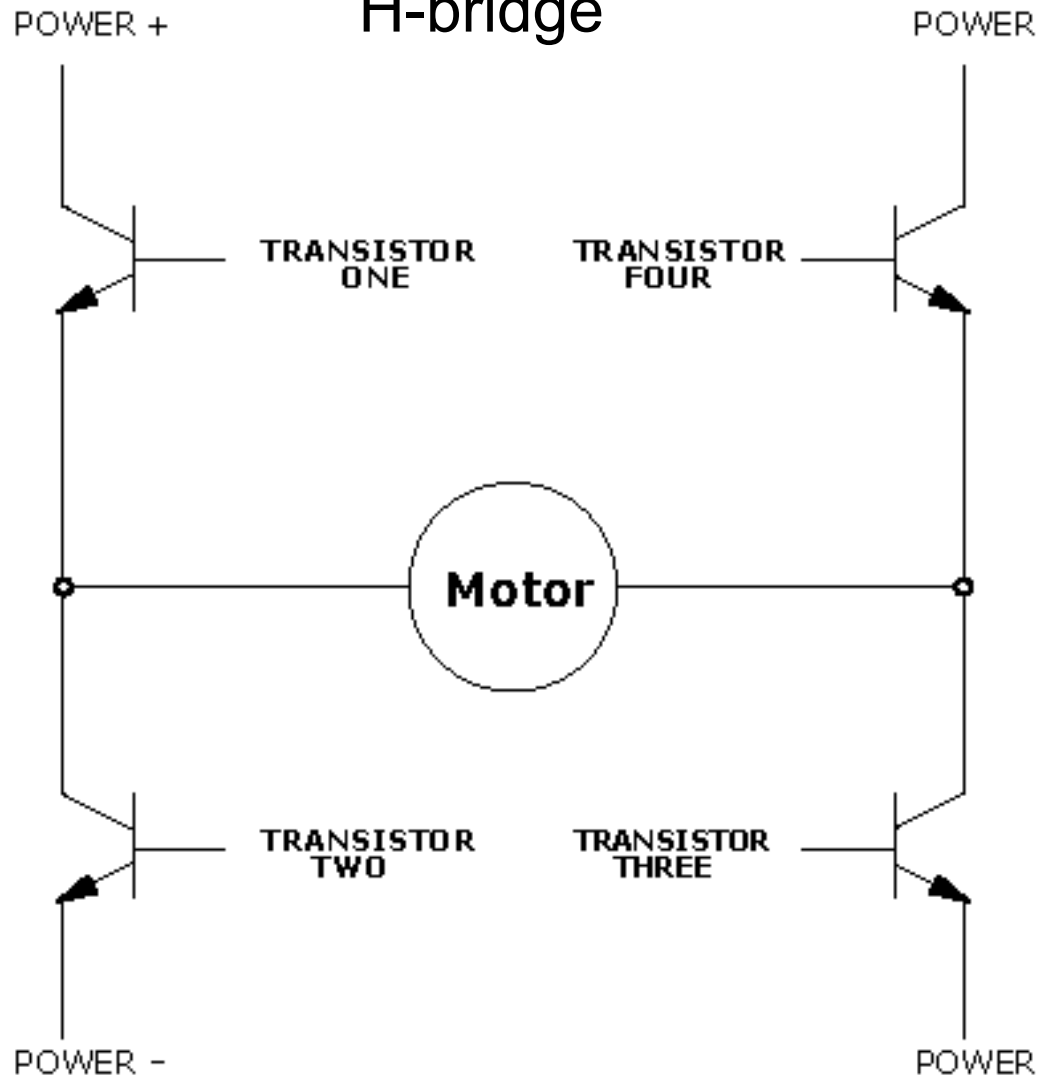 H-bridge
POWER +
POWER
TRANSISTOR
ONE
TRANSISTOR
FOUR
Motor
TRANSISTOR
TWO
TRANSISTOR
THREE
POWER -
POWER